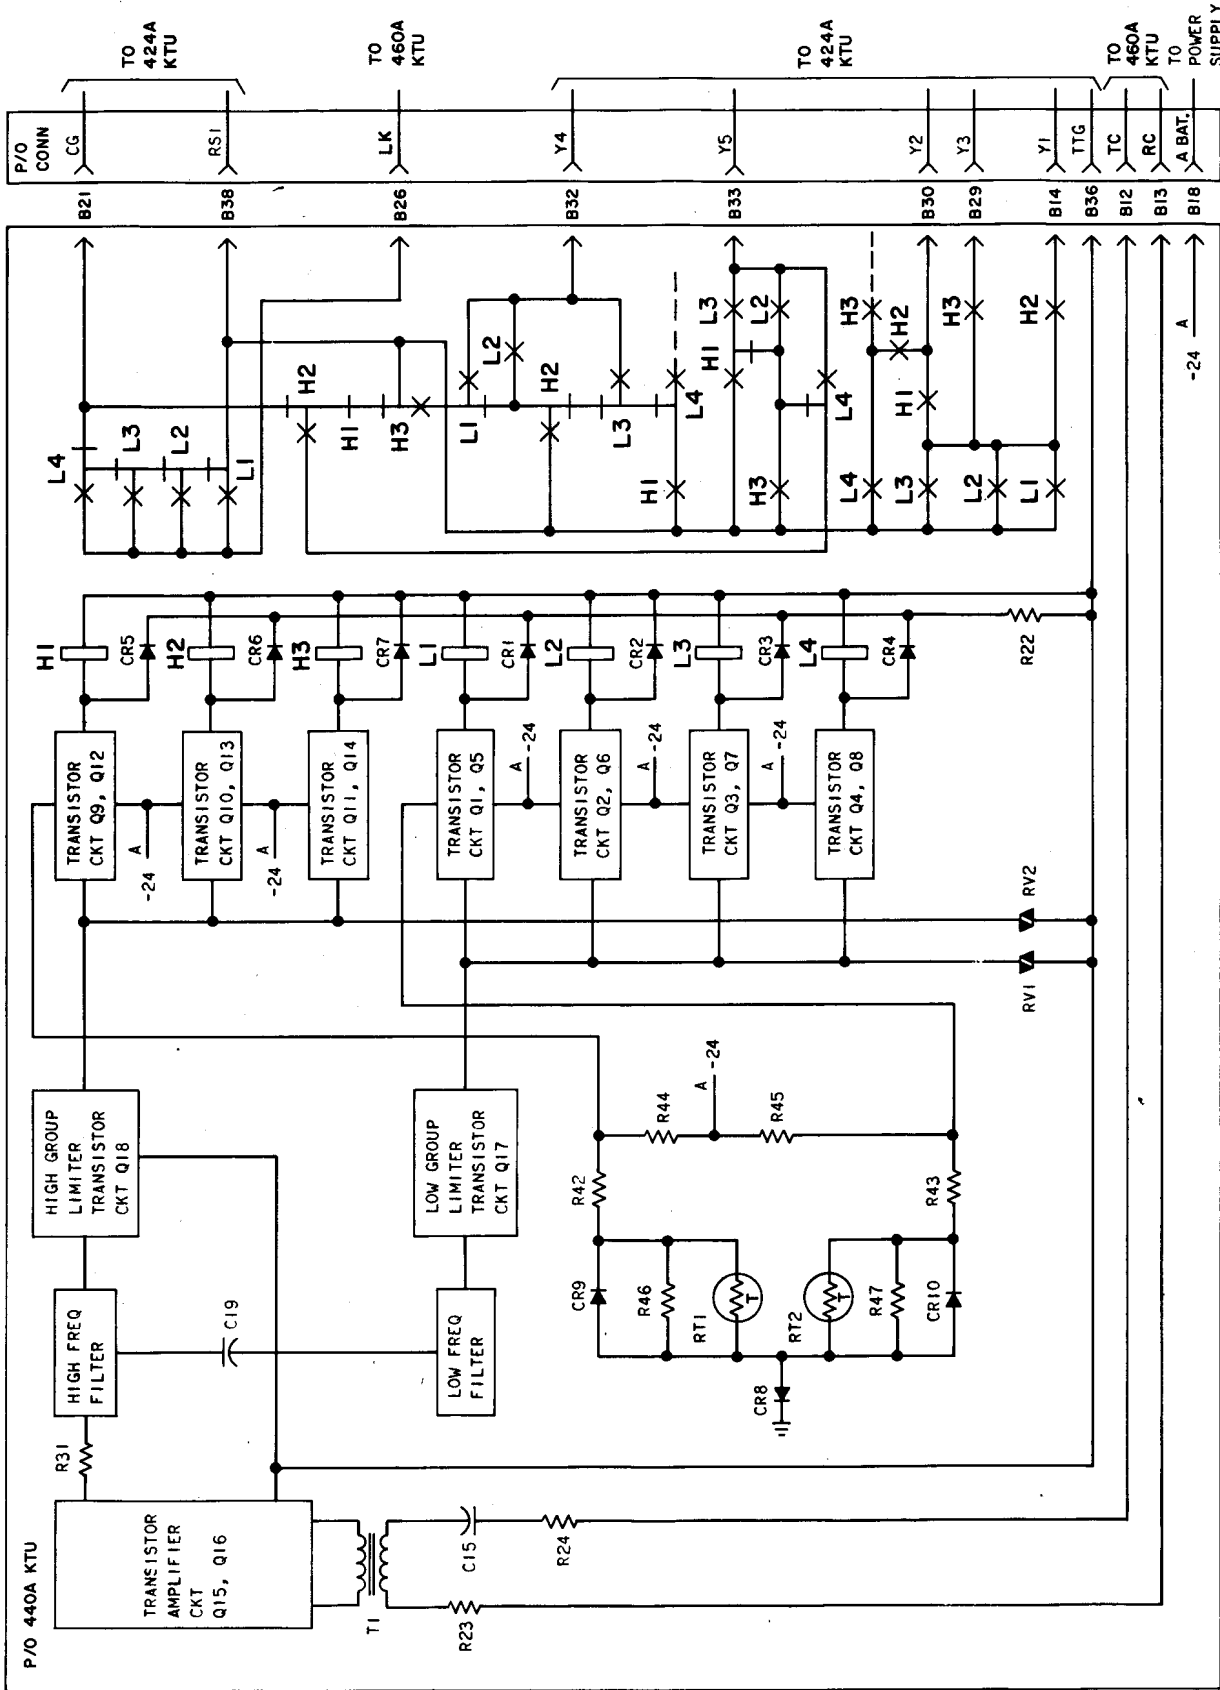 P/O 440A KTU
TRANSISTOR
AMPLIFIER
CKT
Q15, Q16
R31
T1
R23
C15
R24
HIGH FREQ
FILTER
C19
LOW FREQ
FILTER
HIGH GROUP
LIMITER
TRANSISTOR
CKT Q18
LOW GROUP
LIMITER
TRANSISTOR
CKT Q17
CR8
CR9
R46
RT1
T
RT2
T
R47
CR10
R42
R43
R44
A -24
R45
RV1
RV2
TRANSISTOR
CKT Q9, Q12
A
-24
TRANSISTOR
CKT Q10, Q13
A
-24
TRANSISTOR
CKT Q11, Q14
TRANSISTOR
CKT Q1, Q5
A -24
TRANSISTOR
CKT Q2, Q6
A -24
TRANSISTOR
CKT Q3, Q7
A -24
TRANSISTOR
CKT Q4, Q8
H1
CR5
H2
CR6
H3
CR7
L1
CR1
L2
CR2
L3
CR3
L4
CR4
R22
L4
L3
L2
L1
H2
H1
H3
L1
L2
H2
L3
L4
H1
H1
L3
L2
H3
L4
H3
H2
L4
H1
L3
H3
L2
L1
H2
-24 A
P/O
CONN
B21
CG
B38
RS1
B26
LK
B32
Y4
B33
Y5
B30
Y2
B29
Y3
B14
Y1
B36
TTG
B12
TC
B13
RC
B18
A BAT.
TO
424A
KTU
TO
460A
KTU
TO
424A
KTU
TO
460A
KTU
TO
POWER
SUPPLY